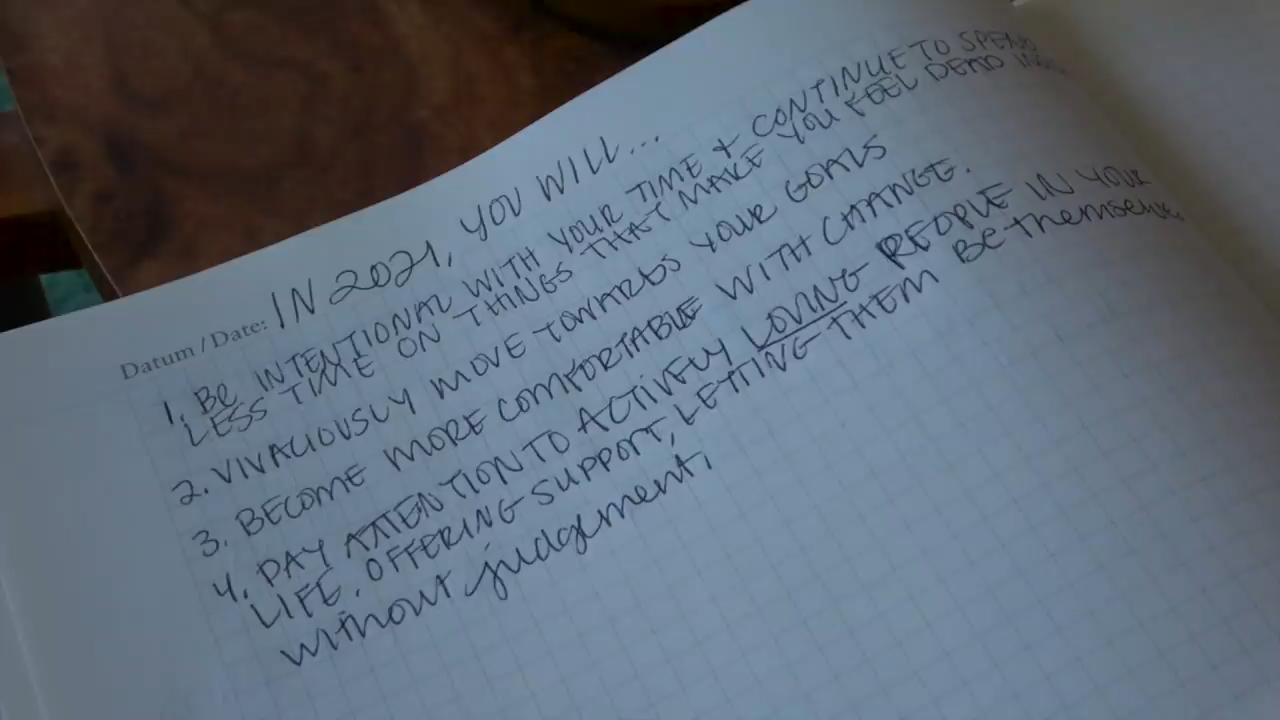 Datum / Date: IN 2021, YOU WILL...
1. Be INTENTIONAL WITH YOUR TIME & CONTINUE TO SPEND
LESS TIME ON THINGS THAT MAKE YOU FEEL DEAD
2. VIVACIOUSLY MOVE TOWARDS YOUR GOALS
3. BECOME MORE COMFORTABLE WITH CHANGE.
4. PAY ATTENTION TO ACTIVELY LOVING PEOPLE IN YOUR
LIFE. OFFERING SUPPORT, LETTING THEM Be themselves
without judgement.